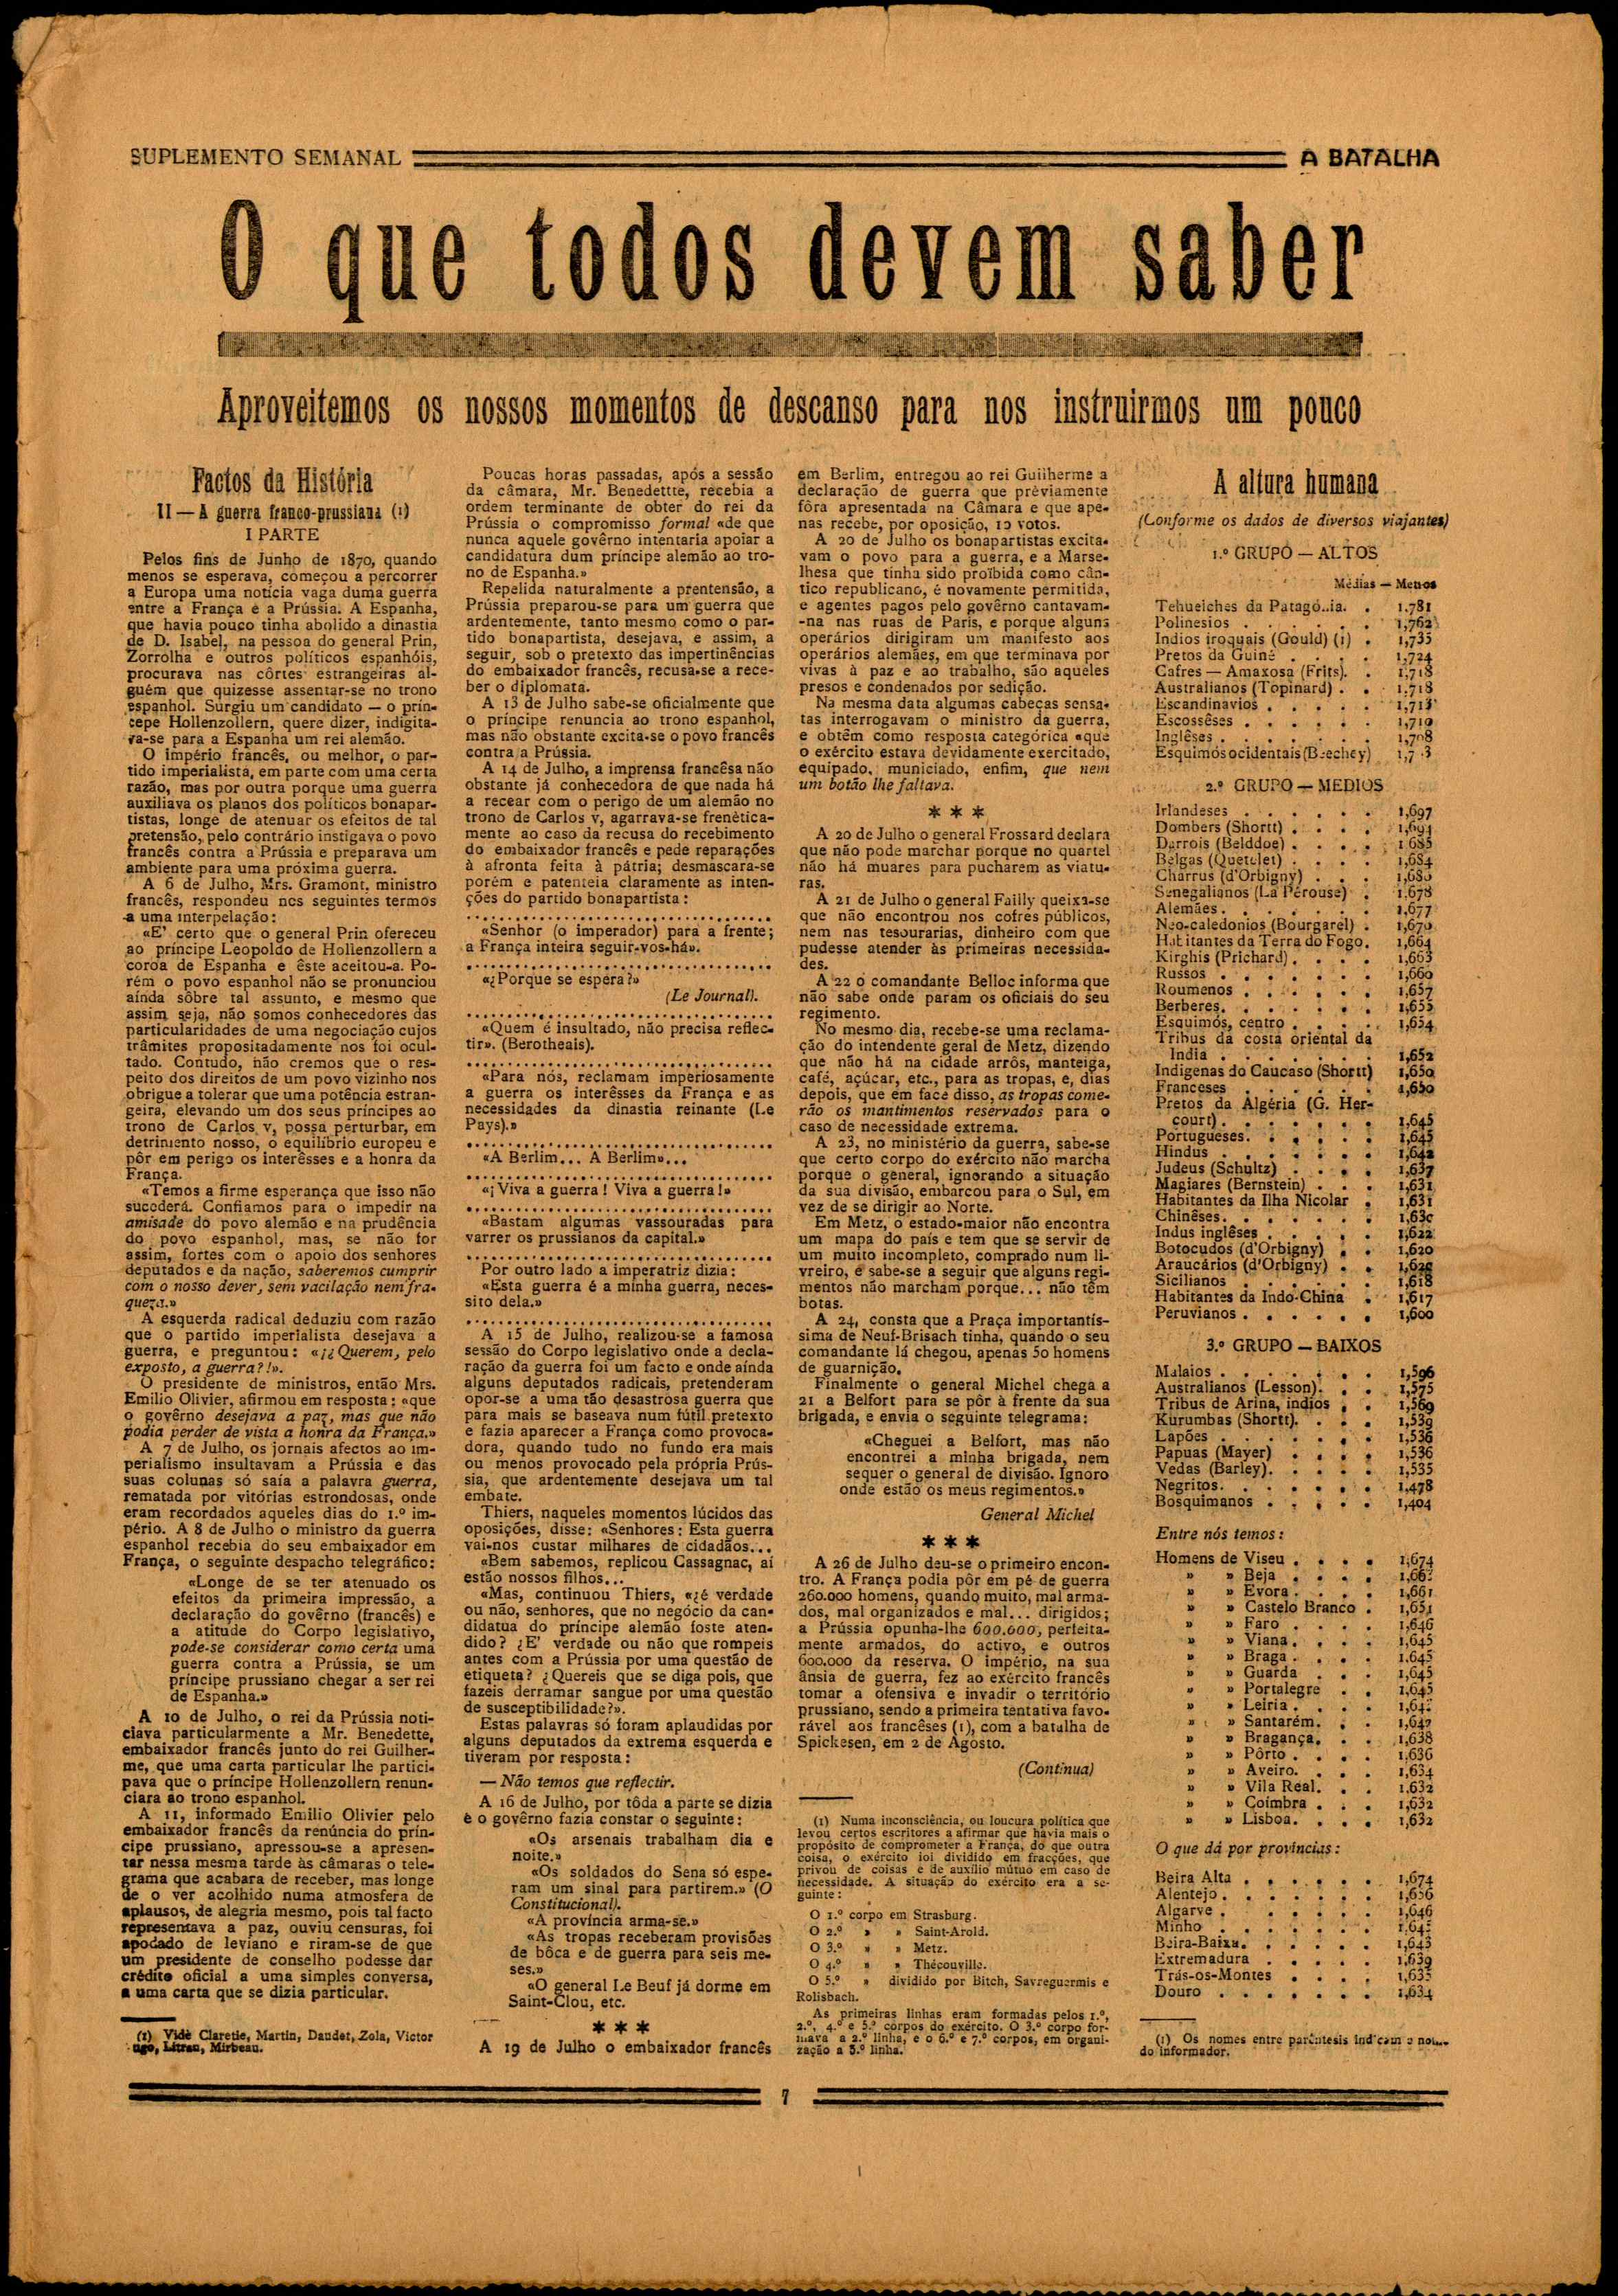 SUPLEMENTO SEMANAL
A BATALHA
O que todos devem saber
Aproveitemos os nossos momentos de descanso para nos instruirmos um pouco
Factos da História
II — A guerra franco-prussiana (1)
I PARTE
Pelos fins de Junho de 1870, quando
menos se esperava, começou a percorrer
a Europa uma notícia vaga duma guerra
entre a França e a Prússia. A Espanha,
que havia pouco tinha abolido a dinastia
de D. Isabel, na pessoa do general Prin,
Zorrolha e outros políticos espanhóis,
procurava nas côrtes estrangeiras al-
guém que quizesse assentar-se no trono
espanhol. Surgiu um candidato — o prín-
cepe Hollenzollern, quere dizer, indigita-
va-se para a Espanha um rei alemão.
O império francês, ou melhor, o par-
tido imperialista, em parte com uma certa
razão, mas por outra porque uma guerra
auxiliava os planos dos políticos bonapar-
tistas, longe de atenuar os efeitos de tal
pretensão, pelo contrário instigava o povo
francês contra a Prússia e preparava um
ambiente para uma próxima guerra.
A 6 de Julho, Mrs. Gramont, ministro
francês, respondeu nos seguintes termos
a uma interpelação:
«E' certo que o general Prin ofereceu
ao príncipe Leopoldo de Hollenzollern a
coroa de Espanha e êste aceitou-a. Po-
rém o povo espanhol não se pronunciou
ainda sôbre tal assunto, e mesmo que
assim seja, não somos conhecedores das
particularidades de uma negociação cujos
trâmites propositadamente nos foi ocul-
tado. Contudo, não cremos que o res-
peito dos direitos de um povo vizinho nos
obrigue a tolerar que uma potência estran-
geira, elevando um dos seus príncipes ao
trono de Carlos v, possa perturbar, em
detrimento nosso, o equilíbrio europeu e
pôr em perigo os interêsses e a honra da
França.
«Temos a firme esperança que isso não
sucederá. Confiamos para o impedir na
amisade do povo alemão e na prudência
do povo espanhol, mas, se não for
assim, fortes com o apoio dos senhores
deputados e da nação, saberemos cumprir
com o nosso dever, sem vacilação nem fra-
queza.»
A esquerda radical deduziu com razão
que o partido imperialista desejava a
guerra, e preguntou: «¡¿Querem, pelo
exposto, a guerra?!».
O presidente de ministros, então Mrs.
Emílio Olivier, afirmou em resposta: «que
o govêrno desejava a paz, mas que não
podia perder de vista a honra da França.»
A 7 de Julho, os jornais afectos ao im-
perialismo insultavam a Prússia e das
suas colunas só saía a palavra guerra,
rematada por vitórias estrondosas, onde
eram recordados aqueles dias do 1.º im-
pério. A 8 de Julho o ministro da guerra
espanhol recebia do seu embaixador em
França, o seguinte despacho telegráfico:
«Longe de se ter atenuado os
efeitos da primeira impressão, a
declaração do govêrno (francês) e
a atitude do Corpo legislativo,
pode-se considerar como certa uma
guerra contra a Prússia, se um
príncipe prussiano chegar a ser rei
de Espanha.»
A 10 de Julho, o rei da Prússia noti-
ciava particularmente a Mr. Benedette,
embaixador francês junto do rei Guilher-
me, que uma carta particular lhe partici-
pava que o príncipe Hollenzollern renun-
ciara ao trono espanhol.
A 11, informado Emílio Olivier pelo
embaixador francês da renúncia do prín-
cipe prussiano, apressou-se a apresen-
tar nessa mesma tarde às câmaras o tele-
grama que acabara de receber, mas longe
de o ver acolhido numa atmosfera de
aplausos, de alegria mesmo, pois tal facto
representava a paz, ouviu censuras, foi
apodado de leviano e riram-se de que
um presidente de conselho podesse dar
crédito oficial a uma simples conversa,
a uma carta que se dizia particular.
(1) Vidè Claretie, Martin, Daudet, Zola, Victor
ugo, Mirbeau.
Poucas horas passadas, após a sessão
da câmara, Mr. Benedettte, recebia a
ordem terminante de obter do rei da
Prússia o compromisso formal «de que
nunca aquele govêrno intentaria apoiar a
candidatura dum príncipe alemão ao tro-
no de Espanha.»
Repelida naturalmente a prentensão, a
Prússia preparou-se para um guerra que
ardentemente, tanto mesmo como o par-
tido bonapartista, desejava, e assim, a
seguir, sob o pretexto das impertinências
do embaixador francês, recusa-se a rece-
ber o diplomata.
A 13 de Julho sabe-se oficialmente que
o príncipe renuncia ao trono espanhol,
mas não obstante excita-se o povo francês
contra a Prússia.
A 14 de Julho, a imprensa francêsa não
obstante já conhecedora de que nada há
a recear com o perigo de um alemão no
trono de Carlos v, agarrava-se frenètica-
mente ao caso da recusa do recebimento
do embaixador francês e pede reparações
à afronta feita à pátria; desmascara-se
porém e patenteia claramente as inten-
ções do partido bonapartista:
......................................
«Senhor (o imperador) para a frente;
a França inteira seguir-vos-há».
......................................
«¿Porque se espera?»
(Le Journal).
......................................
«Quem é insultado, não precisa reflec-
tir». (Berotheais).
......................................
«Para nós, reclamam imperiosamente
a guerra os interêsses da França e as
necessidades da dinastia reinante (Le
Pays).»
......................................
«A Berlim... A Berlim»...
......................................
«¡Viva a guerra! Viva a guerra!»
......................................
«Bastam algumas vassouradas para
varrer os prussianos da capital.»
......................................
Por outro lado a imperatriz dizia:
«Esta guerra é a minha guerra, neces-
sito dela.»
......................................
A 15 de Julho, realizou-se a famosa
sessão do Corpo legislativo onde a decla-
ração da guerra foi um facto e onde ainda
alguns deputados radicais, pretenderam
opor-se a uma tão desastrosa guerra que
para mais se baseava num fútil pretexto
e fazia aparecer a França como provoca-
dora, quando tudo no fundo era mais
ou menos provocado pela própria Prús-
sia, que ardentemente desejava um tal
embate.
Thiers, naqueles momentos lúcidos das
oposições, disse: «Senhores: Esta guerra
vai-nos custar milhares de cidadãos...
«Bem sabemos, replicou Cassagnac, aí
estão nossos filhos...
«Mas, continuou Thiers, «¿é verdade
ou não, senhores, que no negócio da can-
didatua do príncipe alemão foste aten-
dido? ¿E' verdade ou não que rompeis
antes com a Prússia por uma questão de
etiqueta? ¿Quereis que se diga pois, que
fazeis derramar sangue por uma questão
de susceptibilidade?».
Estas palavras só foram aplaudidas por
alguns deputados da extrema esquerda e
tiveram por resposta:
— Não temos que reflectir.
A 16 de Julho, por tôda a parte se dizia
e o govêrno fazia constar o seguinte:
«Os arsenais trabalham dia e
noite.»
«Os soldados do Sena só espe-
ram um sinal para partirem.» (O
Constitucional).
«A província arma-se.»
«As tropas receberam provisões
de bôca e de guerra para seis me-
ses.»
«O general Le Beuf já dorme em
Saint-Clou, etc.
* * *
A 19 de Julho o embaixador francês
em Berlim, entregou ao rei Guilherme a
declaração de guerra que prèviamente
fôra apresentada na Câmara e que ape-
nas recebe, por oposição, 10 votos.
A 20 de Julho os bonapartistas excita-
vam o povo para a guerra, e a Marse-
lhesa que tinha sido proïbida como cân-
tico republicano, é novamente permitida,
e agentes pagos pelo govêrno cantavam-
-na nas ruas de Paris, e porque alguns
operários dirigiram um manifesto aos
operários alemães, em que terminava por
vivas à paz e ao trabalho, são aqueles
presos e condenados por sedição.
Na mesma data algumas cabeças sensa-
tas interrogavam o ministro da guerra,
e obtêm como resposta categórica «que
o exército estava devidamente exercitado,
equipado, municiado, enfim, que nem
um botão lhe faltava.
* * *
A 20 de Julho o general Frossard declara
que não pode marchar porque no quartel
não há muares para pucharem as viatu-
ras.
A 21 de Julho o general Failly queixa-se
que não encontrou nos cofres públicos,
nem nas tesourarias, dinheiro com que
pudesse atender às primeiras necessida-
des.
A 22 o comandante Belloc informa que
não sabe onde param os oficiais do seu
regimento.
No mesmo dia, recebe-se uma reclama-
ção do intendente geral de Metz, dizendo
que não há na cidade arrôs, manteiga,
café, açúcar, etc., para as tropas, e, dias
depois, que em face disso, as tropas come-
rão os mantimentos reservados para o
caso de necessidade extrema.
A 23, no ministério da guerra, sabe-se
que certo corpo do exército não marcha
porque o general, ignorando a situação
da sua divisão, embarcou para o Sul, em
vez de se dirigir ao Norte.
Em Metz, o estado-maior não encontra
um mapa do país e tem que se servir de
um muito incompleto, comprado num li-
vreiro, e sabe-se a seguir que alguns regi-
mentos não marcham porque... não têm
botas.
A 24, consta que a Praça importantís-
sima de Neuf-Brisach tinha, quando o seu
comandante lá chegou, apenas 50 homens
de guarnição.
Finalmente o general Michel chega a
21 a Belfort para se pôr à frente da sua
brigada, e envia o seguinte telegrama:
«Cheguei a Belfort, mas não
encontrei a minha brigada, nem
sequer o general de divisão. Ignoro
onde estão os meus regimentos.»
General Michel
* * *
A 26 de Julho deu-se o primeiro encon-
tro. A França podia pôr em pé de guerra
260.000 homens, quando muito, mal arma-
dos, mal organizados e mal... dirigidos;
a Prússia opunha-lhe 600.000, perfeita-
mente armados, do activo, e outros
600.000 da reserva. O império, na sua
ânsia de guerra, fez ao exército francês
tomar a ofensiva e invadir o território
prussiano, sendo a primeira tentativa favo-
rável aos francêses (1), com a batalha de
Spickesen, em 2 de Agosto.
(Continua)
(1) Numa inconsciência, ou loucura política que
levou certos escritores a afirmar que havia mais o
propósito de comprometer a França, do que outra
coisa, o exército foi dividido em fracções, que
privou de coisas e de auxílio mútuo em caso de
necessidade. A situação do exército era a se-
guinte:
O 1.º corpo em Strasburg.
O 2.º » » Saint-Arold.
O 3.º » » Metz.
O 4.º » » Thécouville.
O 5.º » dividido por Bitch, Savreguermis e
Rolisbach.
As primeiras linhas eram formadas pelos 1.º,
2.º, 4.º e 5.º corpos do exército. O 3.º corpo for-
mava a 2.ª linha, e o 6.º e 7.º corpos, em organi-
zação a 3.ª linha.
A altura humana
(Conforme os dados de diversos viajantes)
1.º GRUPO — ALTOS
Médias — Metros
Tehuelches da Patagónia. . 1.781
Polinesios . . . . . . 1,762
Indios iroquais (Gould) (1) . 1,735
Pretos da Guiné . . . . 1,724
Cafres — Amaxosa (Frits). . 1,718
Australianos (Topinard) . . 1.718
Escandinavios . . . . . 1,713
Escossêses . . . . . . 1,710
Inglêses . . . . . . . 1,708
Esquimós ocidentais (Beechey) 1,7
2.º GRUPO — MEDIOS
Irlandeses . . . . . . 1,697
Dombers (Shortt) . . . .
Darrois (Belddoe) . . . . 1 685
Belgas (Quetelet) . . . . 1,684
Charrus (d'Orbigny) . . . 1,680
Senegalianos (La Pérouse) . 1.678
Alemães. . . . . . . 1,677
Neo-caledonios (Bourgarel) . 1,670
Habitantes da Terra do Fogo. 1,664
Kirghis (Prichard) . . . . 1,663
Russos . . . . . . . 1,660
Roumenos . . . . . . 1,657
Berberes. . . . . . . 1,655
Esquimós, centro . . . . 1,654
Tribus da costa oriental da
India . . . . . . . 1,652
Indígenas do Caucaso (Shortt) 1,650
Franceses . . . . . . 1,650
Pretos da Algéria (G. Her-
court) . . . . . . . 1,645
Portugueses. . . . . . 1,645
Hindus . . . . . . . 1,642
Judeus (Schultz) . . . . 1,637
Magiares (Bernstein) . . . 1,631
Habitantes da Ilha Nicolar . 1,631
Chinêses. . . . . . . 1,630
Indus inglêses . . . . . 1,622
Botocudos (d'Orbigny) . . 1,620
Araucários (d'Orbigny) . . 1,620
Sicilianos . . . . . . 1,618
Habitantes da Indo-China . 1,617
Peruvianos . . . . . . 1,600
3.º GRUPO — BAIXOS
Malaios . . . . . . . 1,596
Australianos (Lesson). . . 1,575
Tribus de Arina, indios . . 1,569
Kurumbas (Shortt). . . . 1,539
Lapões . . . . . . . 1,536
Papuas (Mayer) . . . . 1,536
Vedas (Barley). . . . . 1,535
Negritos. . . . . . . 1,478
Bosquimanos . . . . . 1,404
Entre nós temos:
Homens de Viseu . . . . 1,674
» » Beja . . . . 1,66
» » Evora . . . . 1,661
» » Castelo Branco . 1,651
» » Faro . . . . 1,646
» » Viana. . . . 1,645
» » Braga . . . . 1.645
» » Guarda . . . 1,645
» » Portalegre . . 1,645
» » Leiria . . . . 1,64
» » Santarém. . . 1,642
» » Bragança. . . 1,638
» » Pôrto . . . . 1,636
» » Aveiro. . . . 1,634
» » Vila Real. . . 1,632
» » Coimbra . . . 1,632
» » Lisboa. . . . 1,632
O que dá por províncias:
Beira Alta . . . . . . 1,674
Alentejo . . . . . . . 1,656
Algarve . . . . . . . 1,646
Minho . . . . . . . 1.645
Beira-Baixa. . . . . . 1,645
Extremadura . . . . . 1,639
Trás-os-Montes . . . . 1,635
Douro . . . . . . . 1,634
(1) Os nomes entre parêntesis indicam o nome
do informador.
7